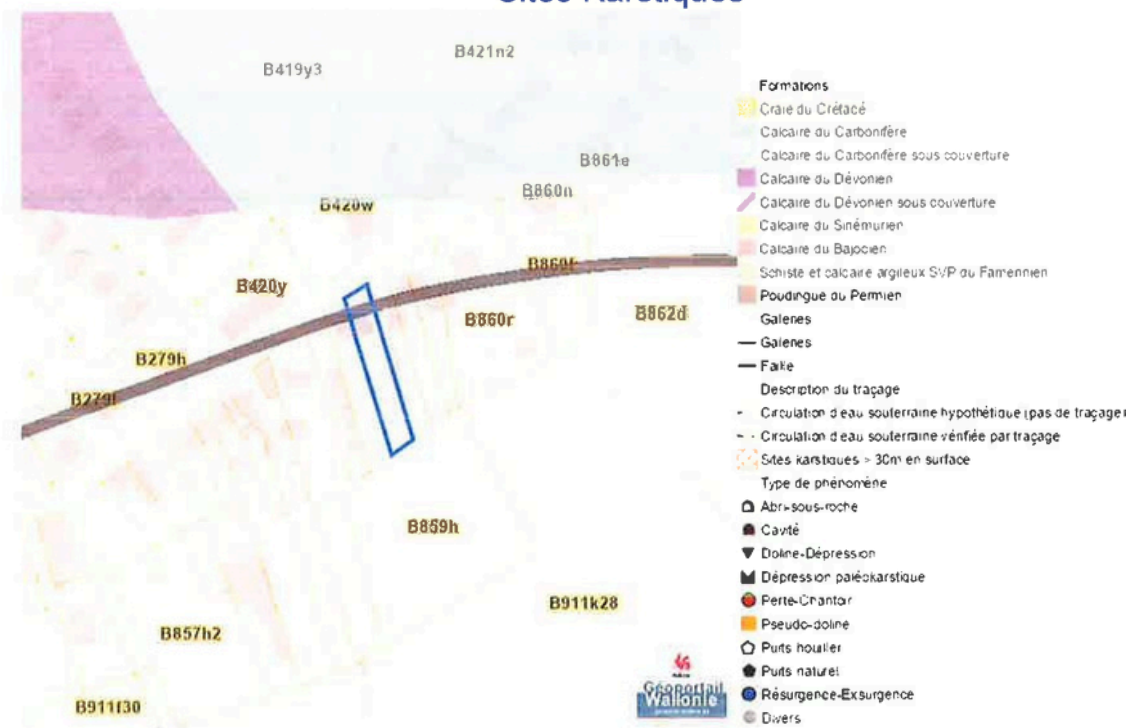 Sites Karstiques
B421n2
B419y3
B861e
B860n
B420w
B860f
B420y
B862d
B860r
B279h
B279l
B859h
B911k28
B857h2
B911f30
Géoportail
Wallonie
Formations
Craie du Crétacé
Calcaire du Carbonifère
Calcaire du Carbonifère sous couverture
Calcaire du Dévonien
Calcaire du Dévonien sous couverture
Calcaire du Sinémurien
Calcaire du Bajocien
Schiste et calcaire argileux SVP du Famennien
Poudingue du Permien
Galeries
Galeries
Faille
Description du traçage
Circulation d'eau souterraine hypothétique (pas de traçage)
Circulation d'eau souterraine vérifiée par traçage
Sites karstiques > 30m en surface
Type de phénomène
Abri-sous-roche
Cavité
Doline-Dépression
Dépression paléokarstique
Perte-Chantoir
Pseudo-doline
Puits houiller
Puits naturel
Résurgence-Exsurgence
Divers